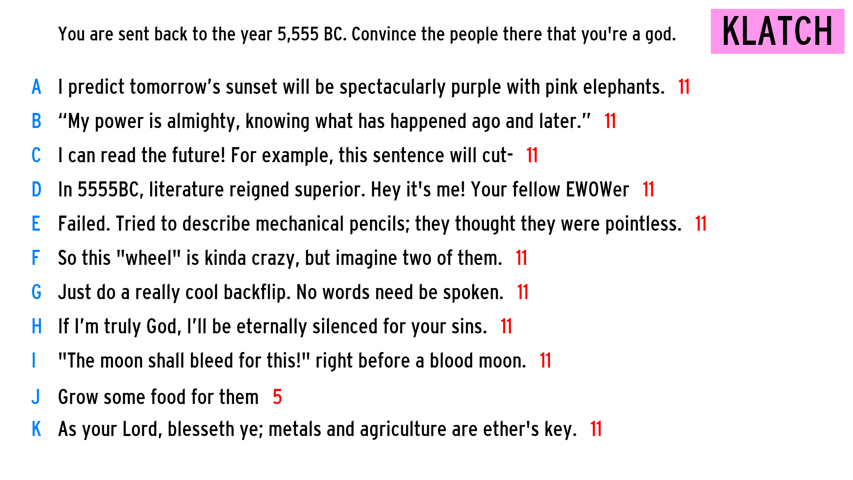 You are sent back to the year 5,555 BC. Convince the people there that you're a god.
KLATCH
A I predict tomorrow’s sunset will be spectacularly purple with pink elephants. 11
B “My power is almighty, knowing what has happened ago and later.” 11
C I can read the future! For example, this sentence will cut- 11
D In 5555BC, literature reigned superior. Hey it's me! Your fellow EWOWer 11
E Failed. Tried to describe mechanical pencils; they thought they were pointless. 11
F So this "wheel" is kinda crazy, but imagine two of them. 11
G Just do a really cool backflip. No words need be spoken. 11
H If I’m truly God, I’ll be eternally silenced for your sins. 11
I "The moon shall bleed for this!" right before a blood moon. 11
J Grow some food for them 5
K As your Lord, blesseth ye; metals and agriculture are ether's key. 11